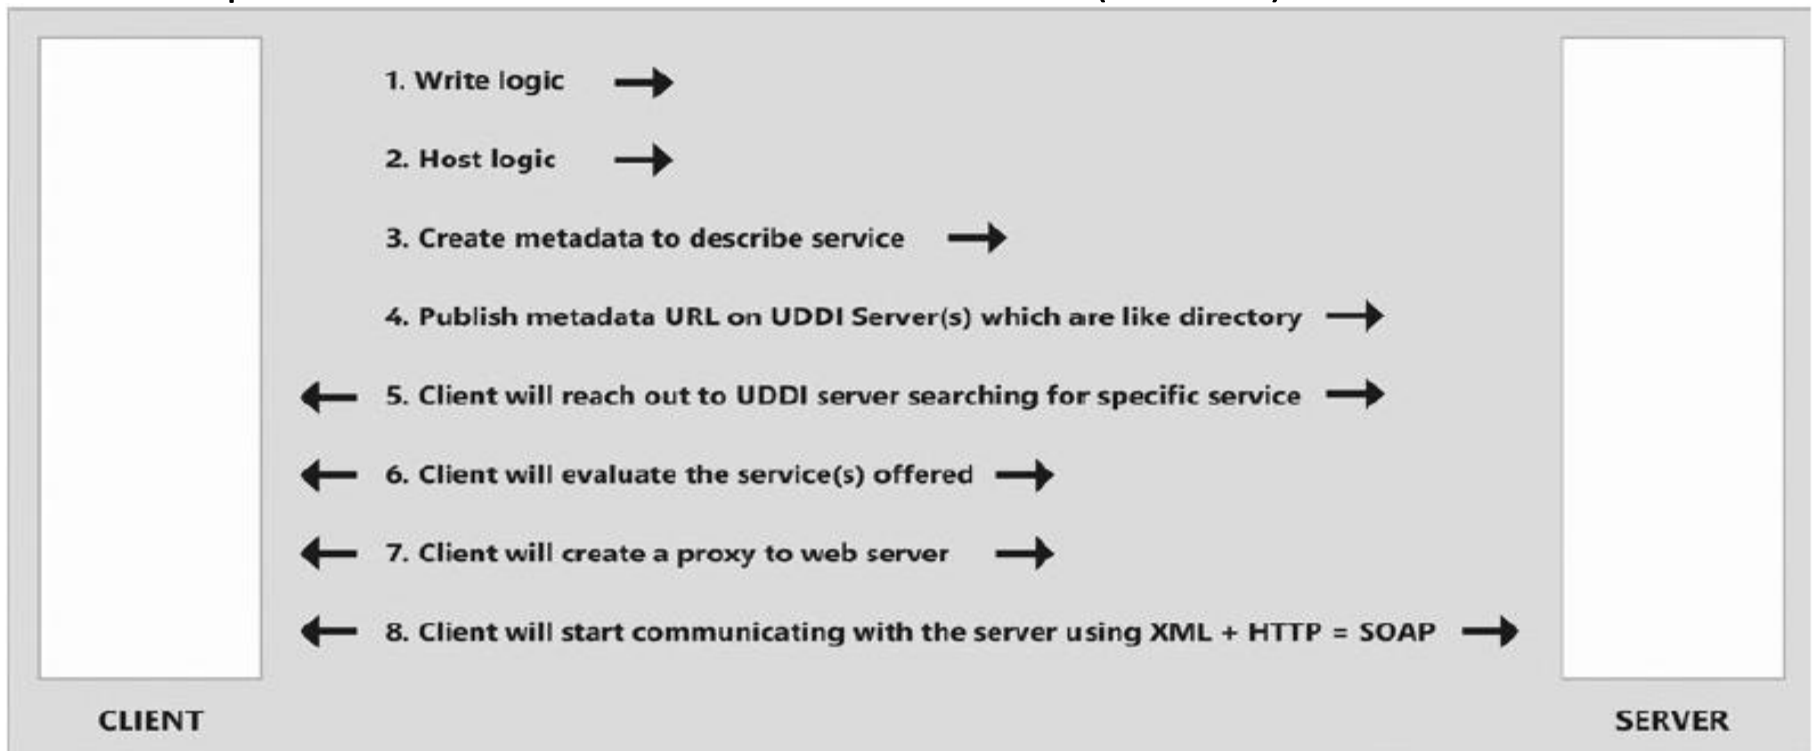 1. Write logic
2. Host logic
3. Create metadata to describe service
4. Publish metadata URL on UDDI Server(s) which are like directory
5. Client will reach out to UDDI server searching for specific service
6. Client will evaluate the service(s) offered
7. Client will create a proxy to web server
8. Client will start communicating with the server using XML + HTTP = SOAP
CLIENT
SERVER